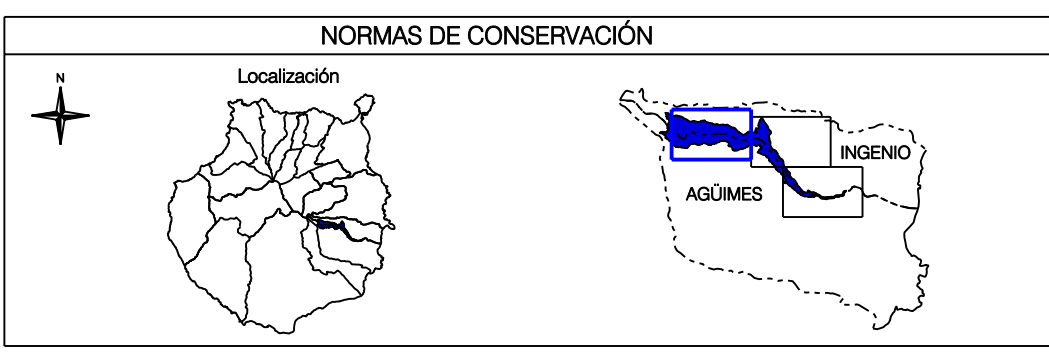 NORMAS DE CONSERVACIÓN
N
Localización
INGENIO
AGÜIMES